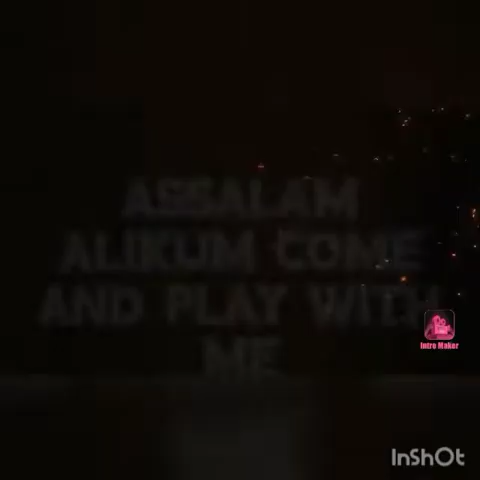 ASSALAM
ALIKUM COME
AND PLAY WITH
ME
Intro Maker
InShOt